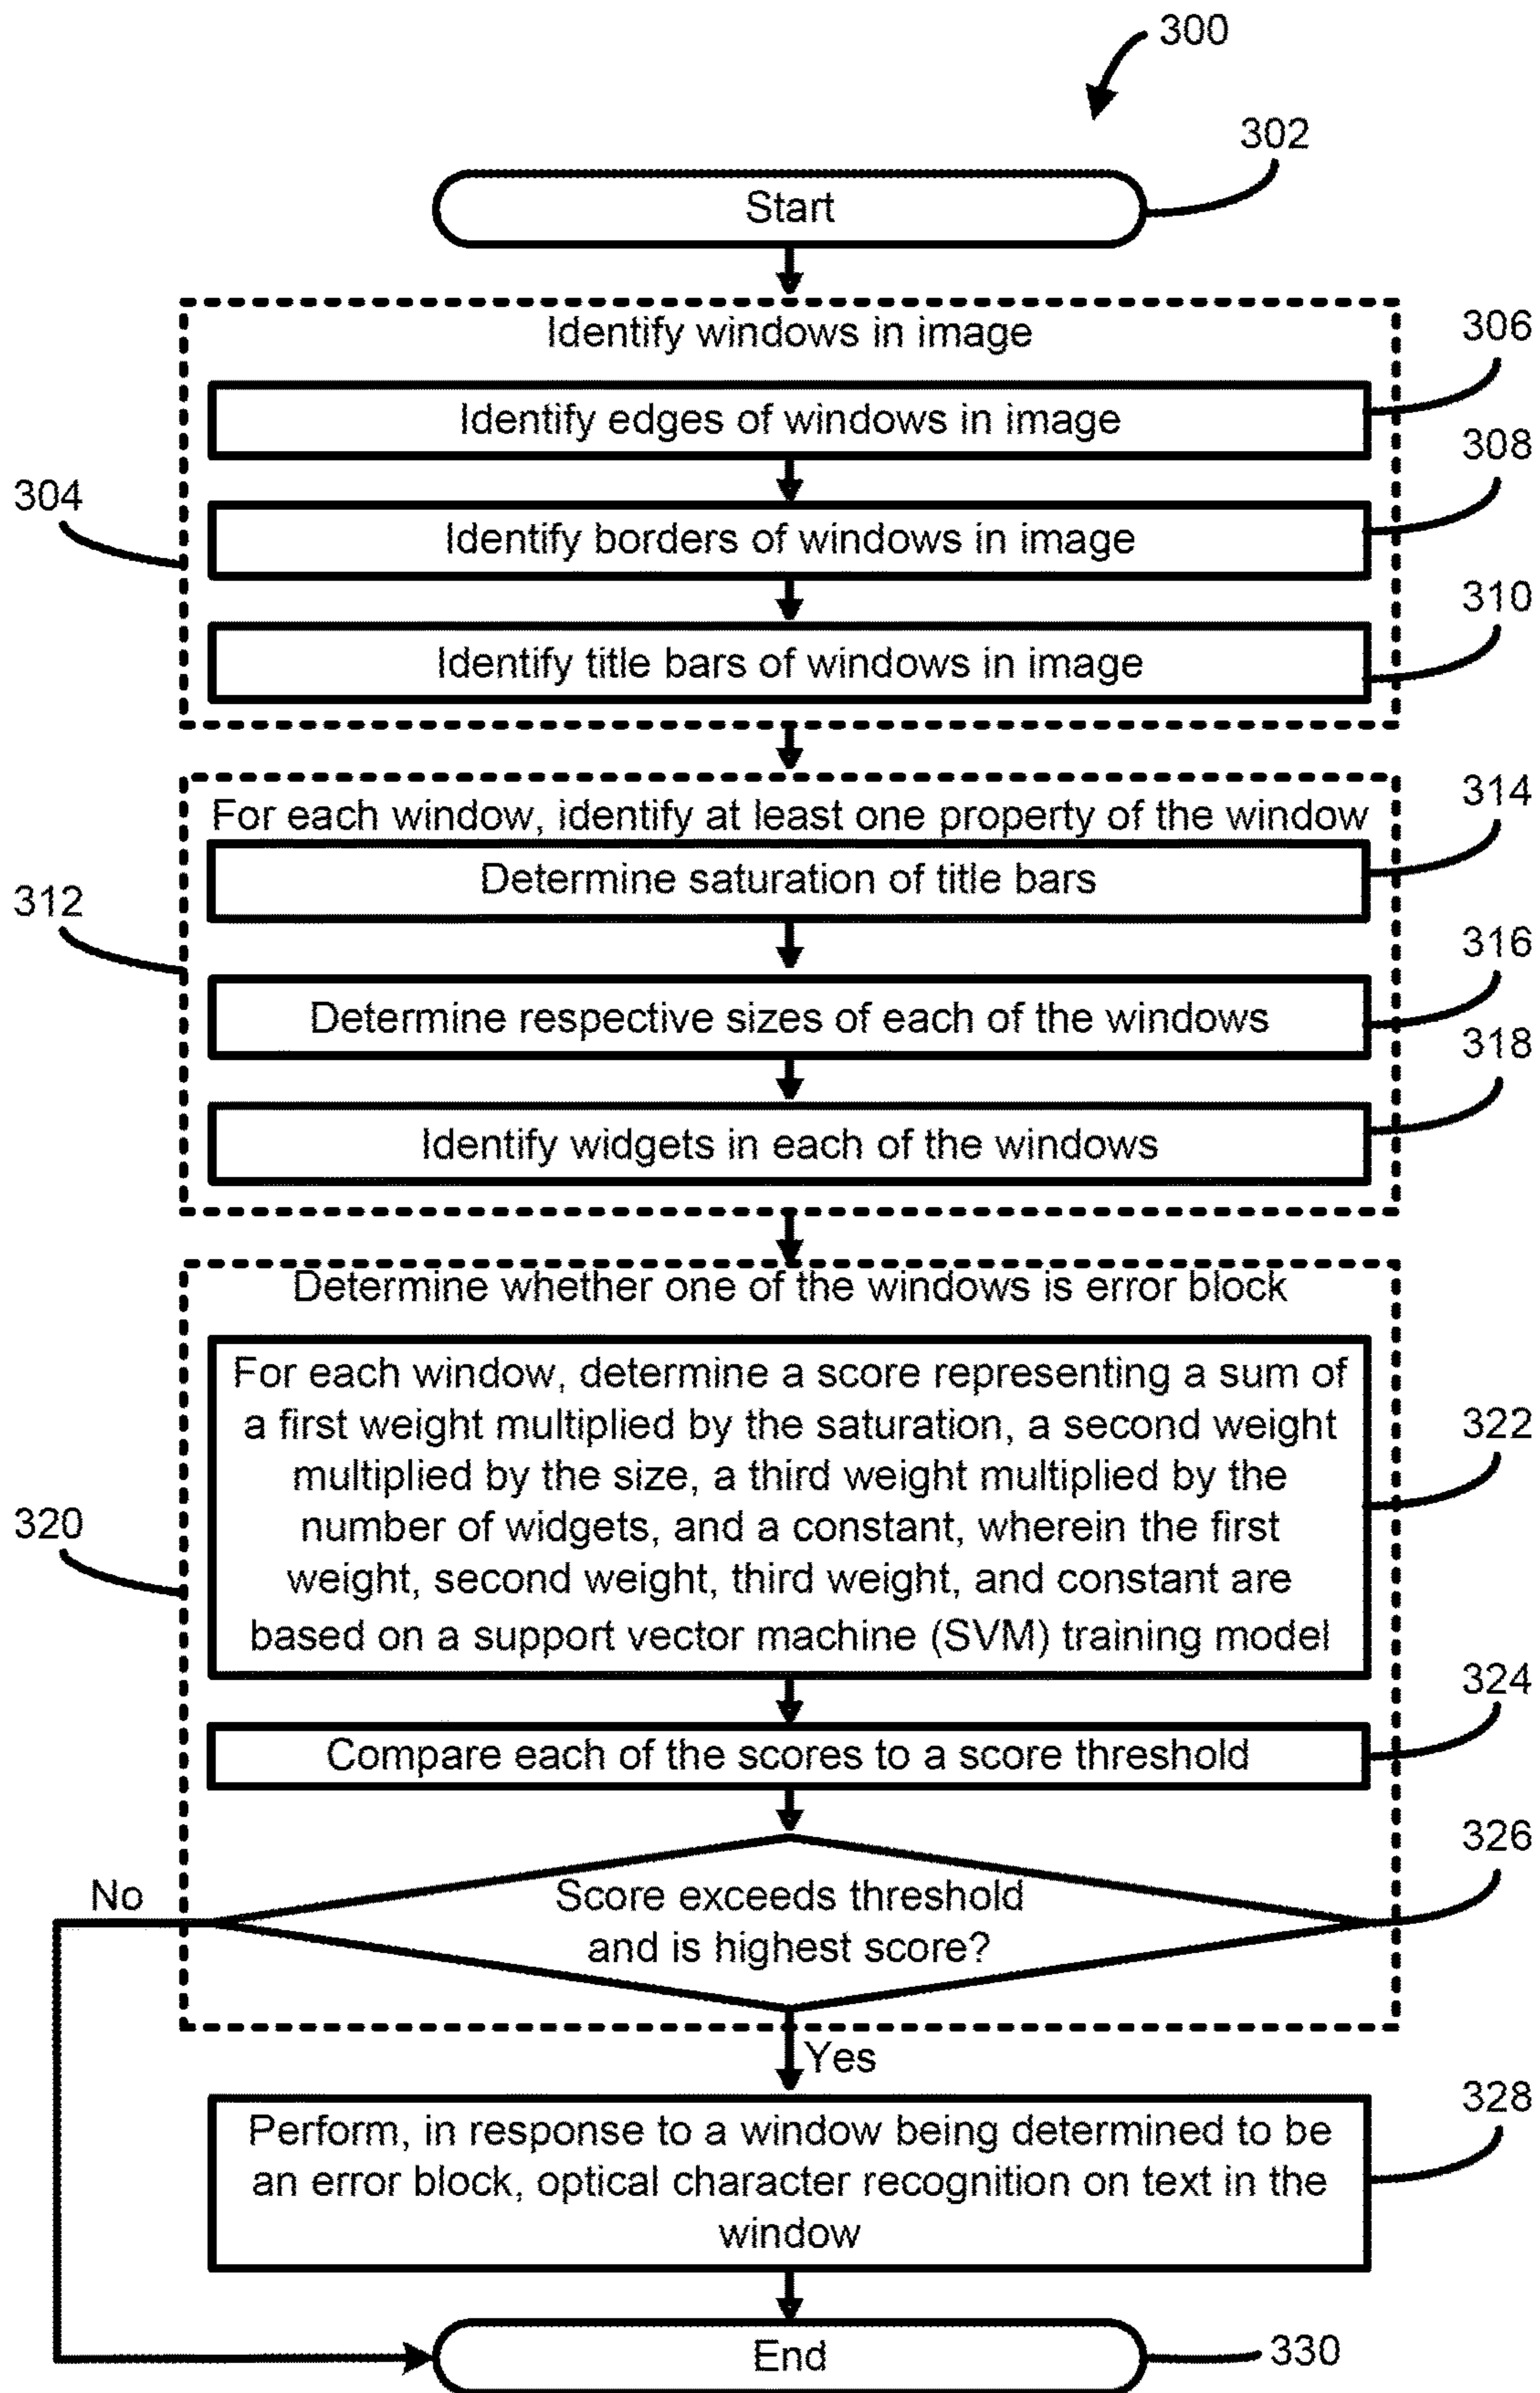 300
302
Start
Identify windows in image
306
Identify edges of windows in image
308
304
Identify borders of windows in image
310
Identify title bars of windows in image
314
For each window, identify at least one property of the window
Determine saturation of title bars
312
316
Determine respective sizes of each of the windows
318
Identify widgets in each of the windows
Determine whether one of the windows is error block
For each window, determine a score representing a sum of
a first weight multiplied by the saturation, a second weight
322
multiplied by the size, a third weight multiplied by the
number of widgets, and a constant, wherein the first
320
weight, second weight, third weight, and constant are
based on a support vector machine (SVM) training model
324
Compare each of the scores to a score threshold
326
No
Score exceeds threshold
and is highest score?
Yes
328
Perform, in response to a window being determined to be
an error block, optical character recognition on text in the
window
End
330